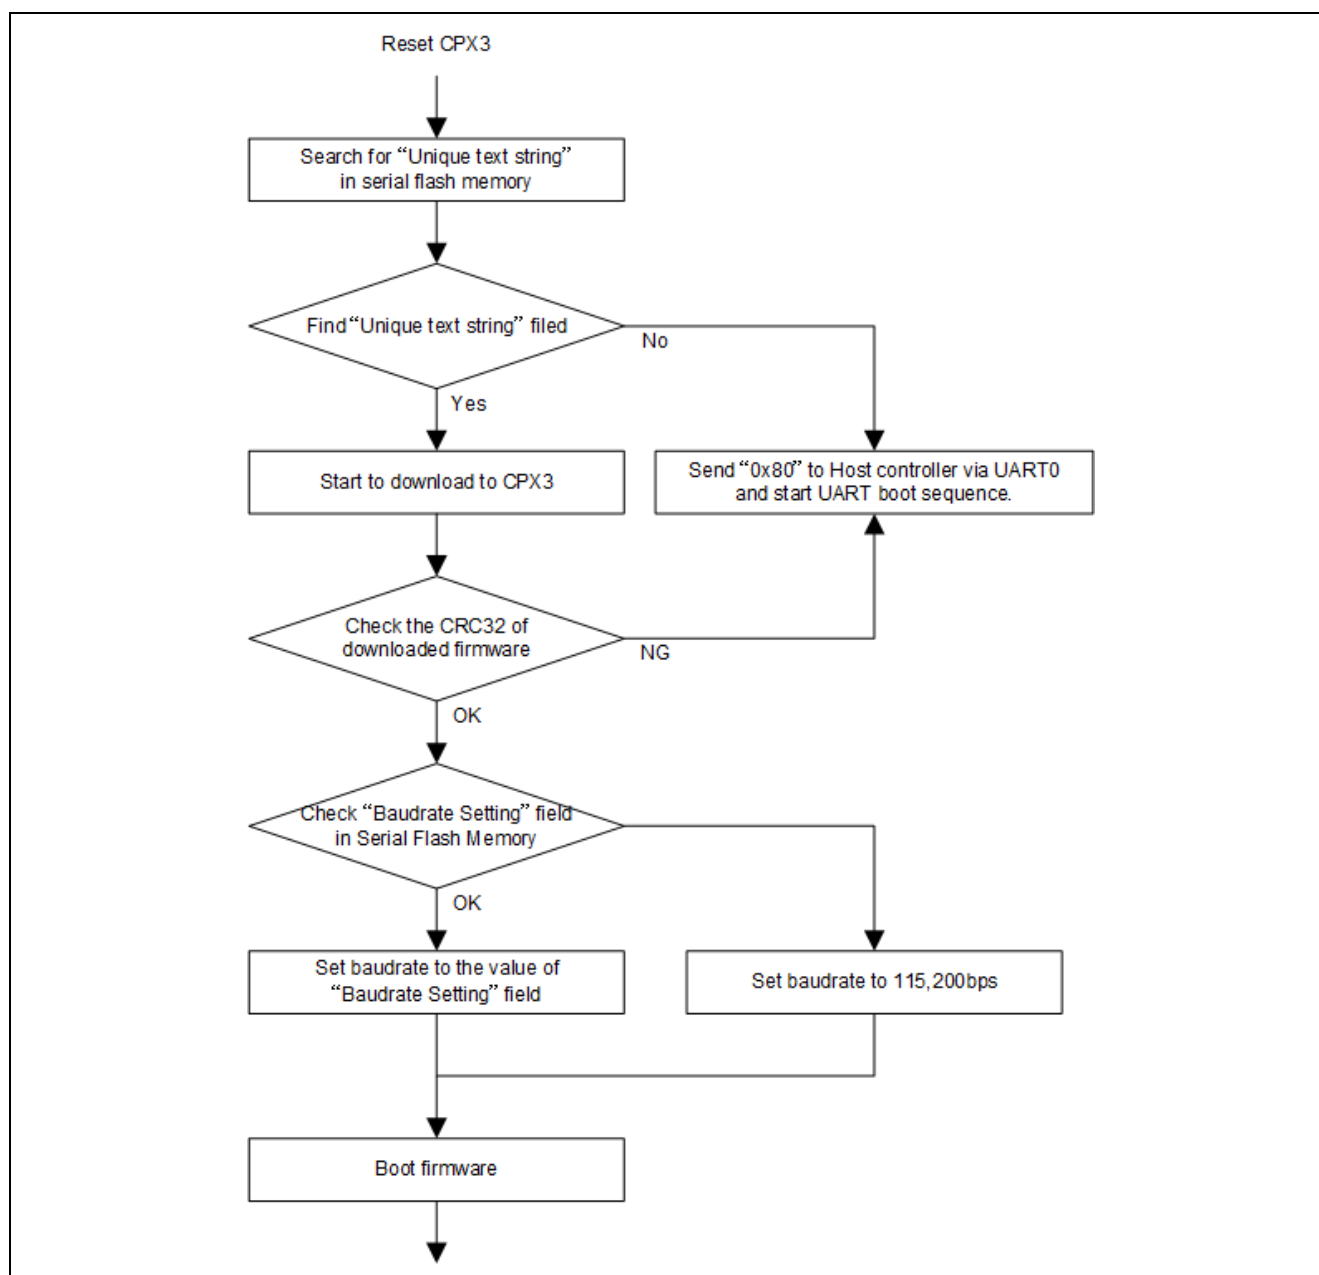 Reset CPX3
Search for “Unique text string”
in serial flash memory
Find “Unique text string” filed
No
Yes
Start to download to CPX3
Send “0x80” to Host controller via UART0
and start UART boot sequence.
Check the CRC32 of
downloaded firmware
NG
OK
Check “Baudrate Setting” field
in Serial Flash Memory
OK
Set baudrate to the value of
“Baudrate Setting” field
Set baudrate to 115,200bps
Boot firmware